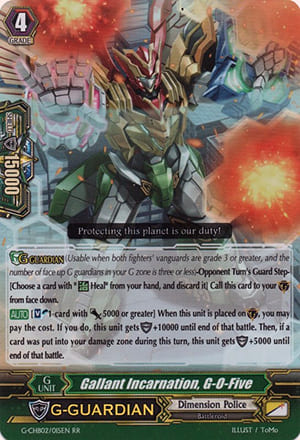 4
GRADE
SHIELD
15000
Protecting this planet is our duty!
G GUARDIAN (Usable when both fighters' vanguards are grade 3 or greater, and the
number of face up G guardians in your G zone is three or less)-Opponent Turn's Guard Step-
[Choose a card with "Heal" from your hand, and discard it] Call this card to your (G)
from face down.
AUTO [(V) 1-card with 5000 or greater] When this unit is placed on (G), you may
pay the cost. If you do, this unit gets +10000 until end of that battle. Then, if a
card was put into your damage zone during this turn, this unit gets +5000 until
end of that battle.
G
UNIT
Gallant Incarnation, G-O-Five
G-GUARDIAN
Dimension Police
Battleroid
G-CHB02/015EN RR
ILLUST / ToMo